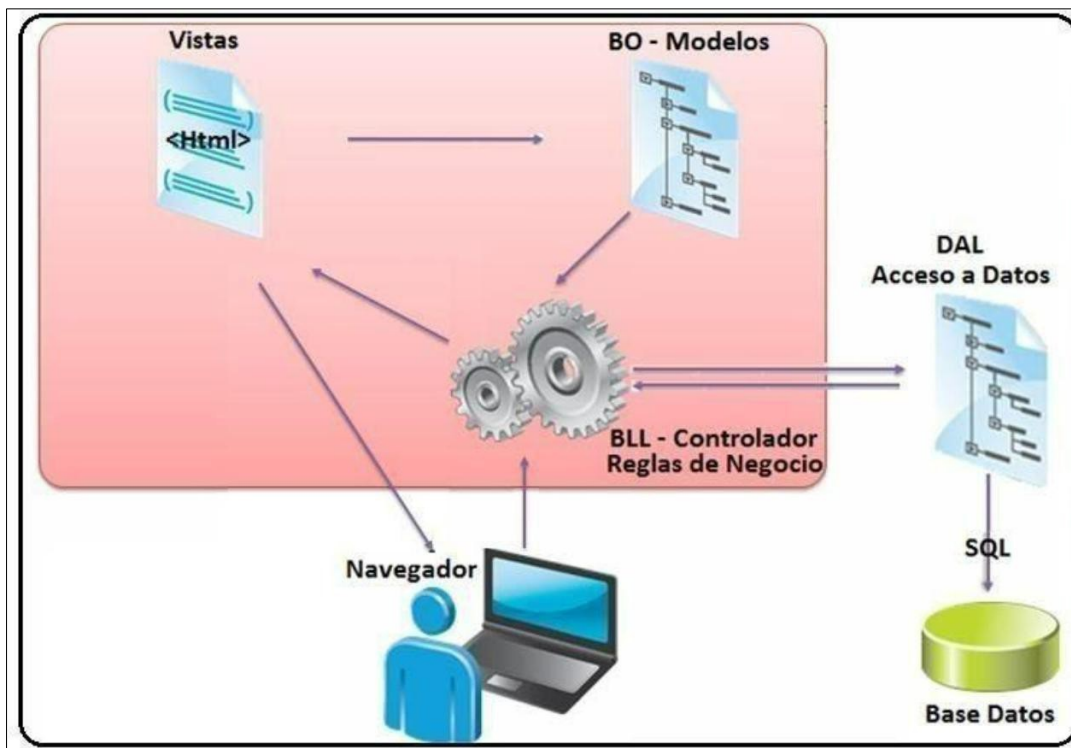 Vistas
BO - Modelos
<Html>
DAL
Acceso a Datos
BLL - Controlador
Reglas de Negocio
SQL
Navegador
Base Datos